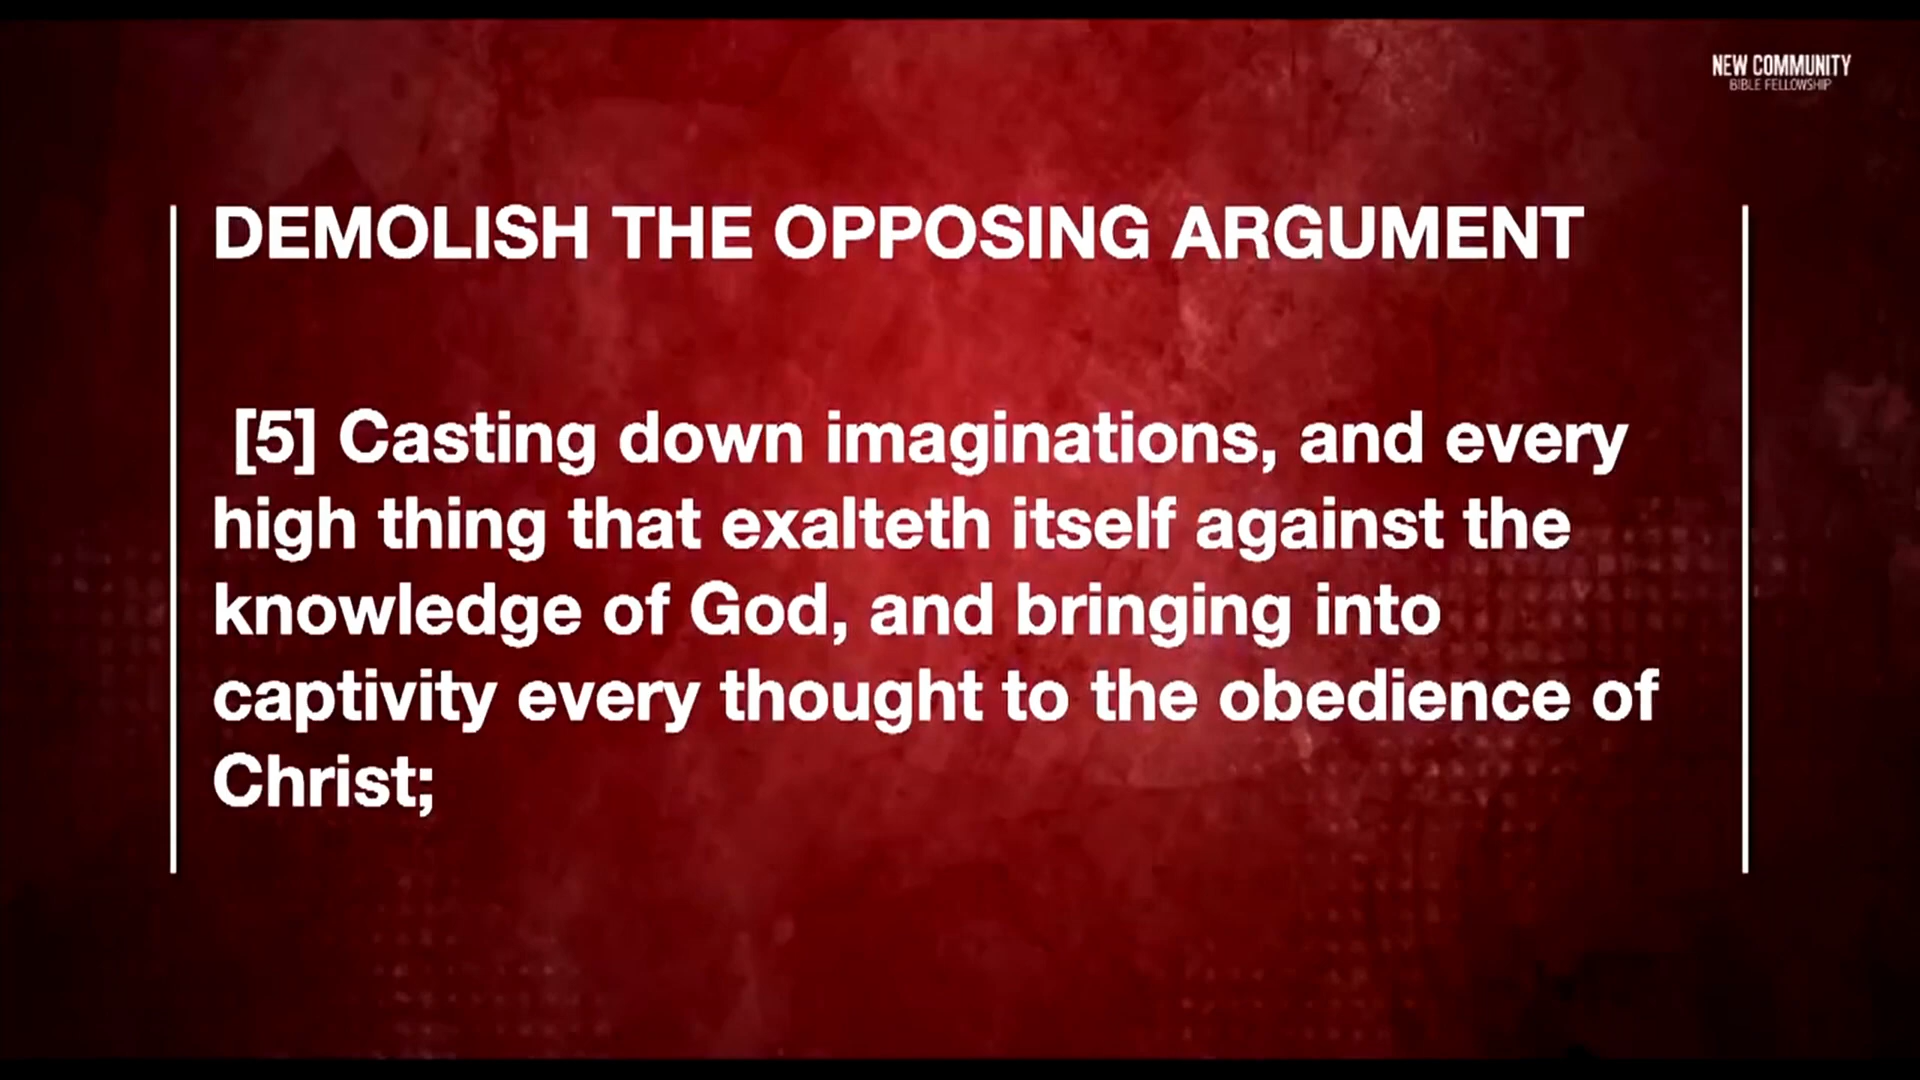 NEW COMMUNITY
BIBLE FELLOWSHIP
DEMOLISH THE OPPOSING ARGUMENT
[5] Casting down imaginations, and every
high thing that exalteth itself against the
knowledge of God, and bringing into
captivity every thought to the obedience of
Christ;